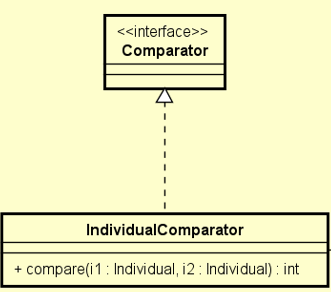 <<interface>>
Comparator
IndividualComparator
+ compare(i1 : Individual, i2 : Individual) : int